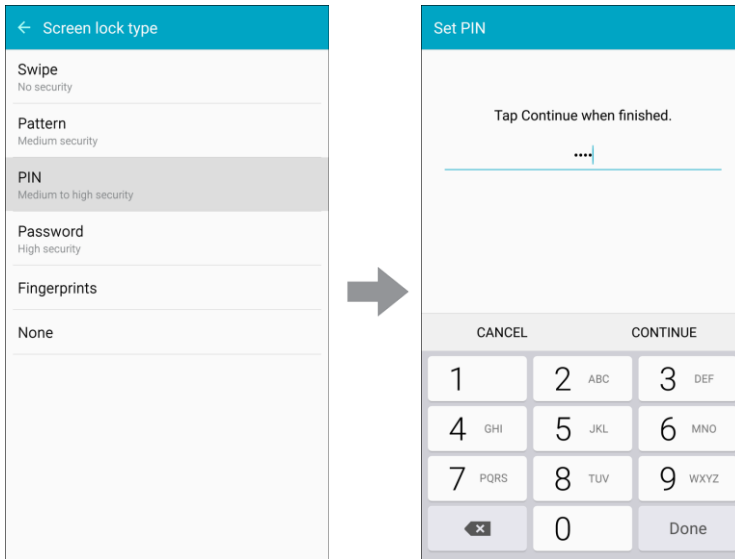 Screen lock type
Swipe
No security
Pattern
Medium security
PIN
Medium to high security
Password
High security
Fingerprints
None
Set PIN
Tap Continue when finished.
••••
CANCEL CONTINUE
1 2 ABC 3 DEF
4 GHI 5 JKL 6 MNO
7 PQRS 8 TUV 9 WXYZ
0 Done